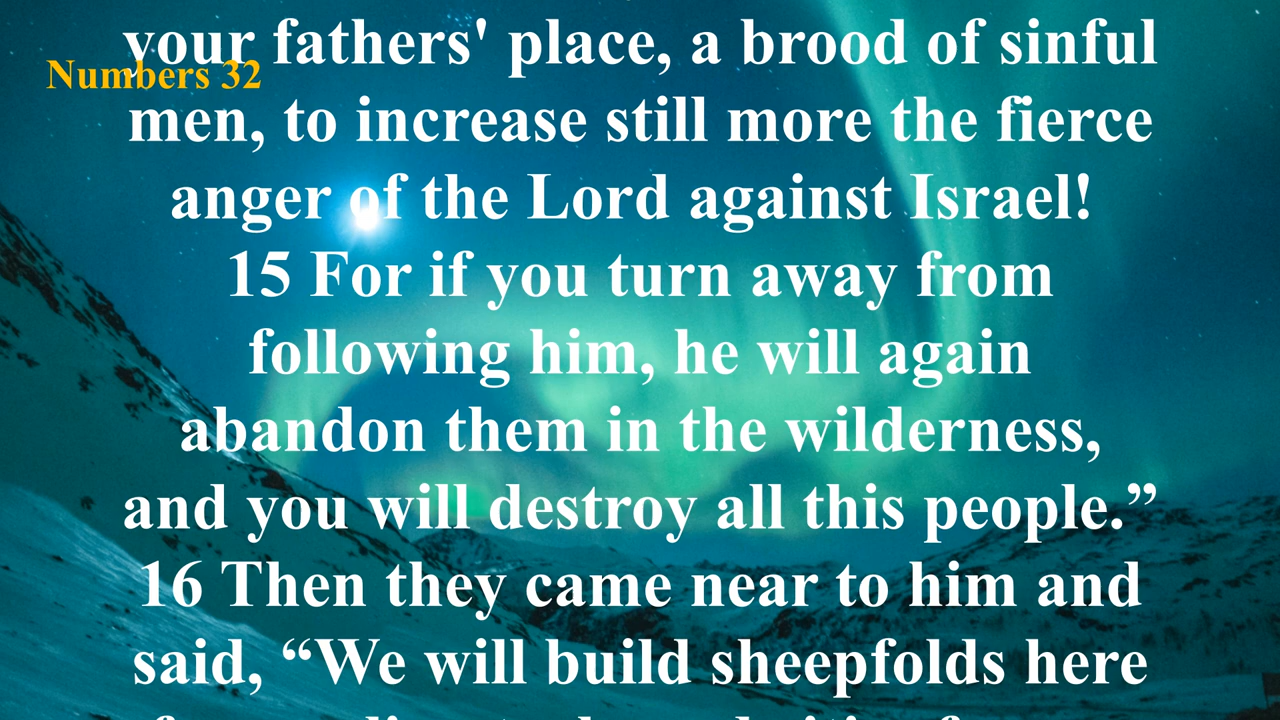 your fathers' place, a brood of sinful
Numbers 32
men, to increase still more the fierce
anger of the Lord against Israel!
15 For if you turn away from
following him, he will again
abandon them in the wilderness,
and you will destroy all this people.”
16 Then they came near to him and
said, “We will build sheepfolds here